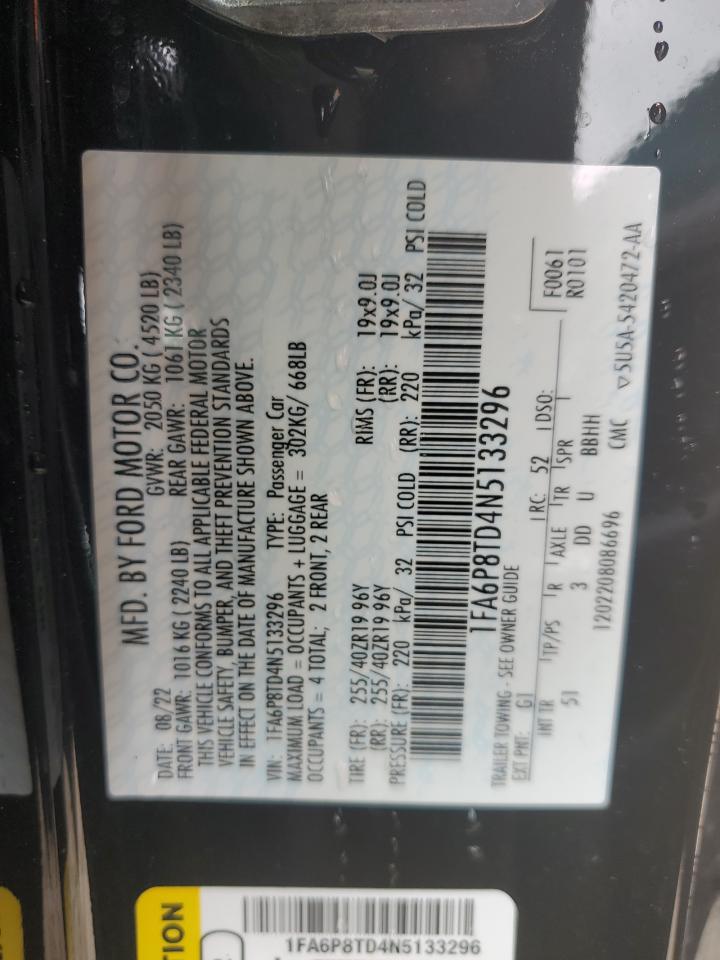 MFD. BY FORD MOTOR CO.
DATE: 08/22 GVWR: 2050 KG ( 4520 LB)
FRONT GAWR: 1016 KG ( 2240 LB) REAR GAWR: 1061 KG ( 2340 LB)
THIS VEHICLE CONFORMS TO ALL APPLICABLE FEDERAL MOTOR
VEHICLE SAFETY, BUMPER, AND THEFT PREVENTION STANDARDS
IN EFFECT ON THE DATE OF MANUFACTURE SHOWN ABOVE.
VIN: 1FA6P8TD4N5133296 TYPE: Passenger Car
MAXIMUM LOAD = OCCUPANTS + LUGGAGE = 302KG/ 668LB
OCCUPANTS = 4 TOTAL; 2 FRONT, 2 REAR
TIRE (FR): 255/40ZR19 96Y RIMS (FR): 19x9.0J
(RR): 255/40ZR19 96Y (RR): 19x9.0J
PRESSURE (FR): 220 kPa/ 32 PSI COLD (RR): 220 kPa/ 32 PSI COLD
1FA6P8TD4N5133296
TRAILER TOWING - SEE OWNER GUIDE
EXT PNT: G1 RC: 52 DSO: F0061
R0101
INT TR TP/PS R AXLE TR SPR
51 3 DD U BBHH
1202208086696 CMC ▽5U5A-5420472-AA
TION
1FA6P8TD4N5133296